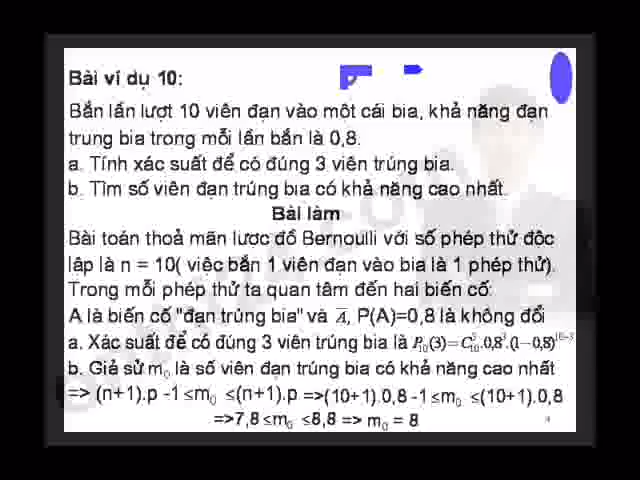 Bài ví dụ 10:
Bắn lần lượt 10 viên đạn vào một cái bia, khả năng đạn
trung bia trong mỗi lần bắn là 0,8.
a. Tính xác suất để có đúng 3 viên trúng bia.
b. Tìm số viên đạn trúng bia có khả năng cao nhất.
Bài làm
Bài toán thoả mãn lược đồ Bernoulli với số phép thử độc
lập là n = 10( việc bắn 1 viên đạn vào bia là 1 phép thử).
Trong mỗi phép thử ta quan tâm đến hai biến cố:
A là biến cố "đạn trúng bia" và A̅, P(A)=0,8 là không đổi
a. Xác suất để có đúng 3 viên trúng bia là P₁₀(3)=C³₁₀.0,8³.(1−0,8)¹⁰⁻³
b. Giả sử m₀ là số viên đạn trúng bia có khả năng cao nhất
=> (n+1).p -1 ≤m₀ ≤(n+1).p =>(10+1).0,8 -1 ≤m₀ ≤(10+1).0,8
=>7,8 ≤m₀ ≤8,8 => m₀ = 8